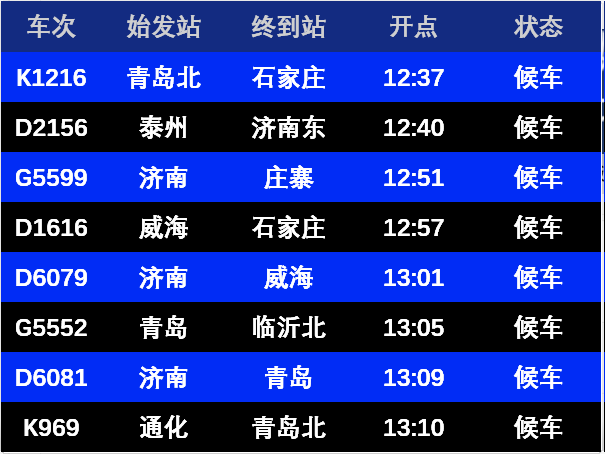 车次 始发站 终到站 开点 状态
K1216 青岛北 石家庄 12:37 候车
D2156 泰州 济南东 12:40 候车
G5599 济南 庄寨 12:51 候车
D1616 威海 石家庄 12:57 候车
D6079 济南 威海 13:01 候车
G5552 青岛 临沂北 13:05 候车
D6081 济南 青岛 13:09 候车
K969 通化 青岛北 13:10 候车